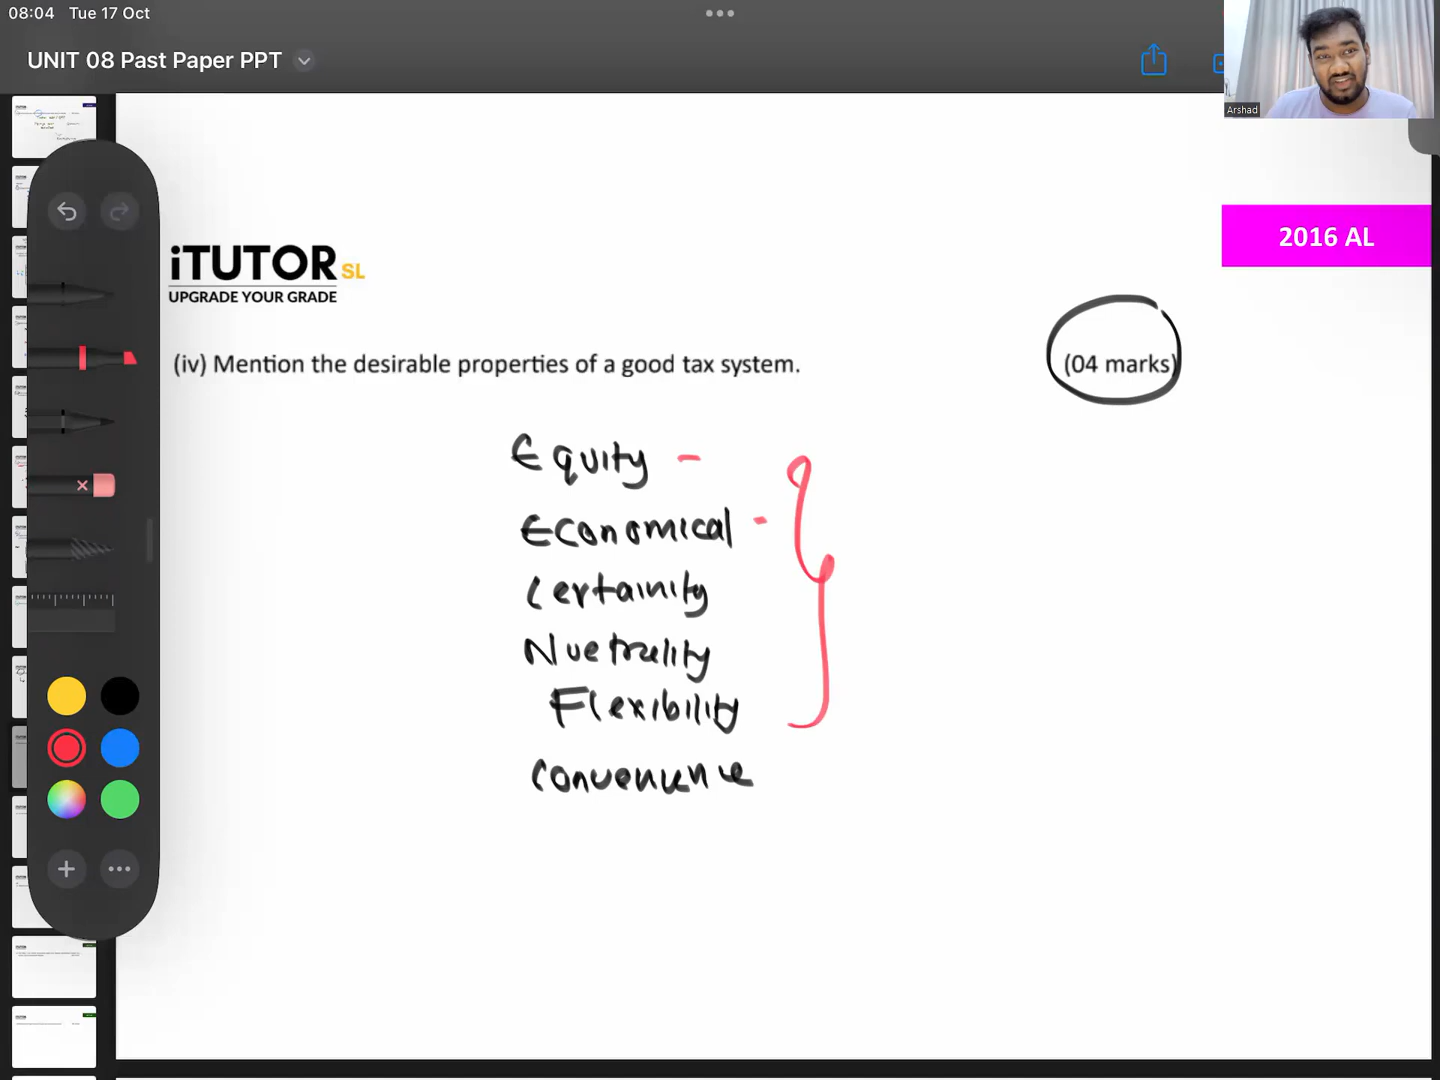 08:04 Tue 17 Oct
UNIT 08 Past Paper PPT
Arshad
2016 AL
iTUTOR SL
UPGRADE YOUR GRADE
(iv) Mention the desirable properties of a good tax system. (04 marks)
Equity -
Economical -
Certainity
Nuetrality
Flexibility
Convenience